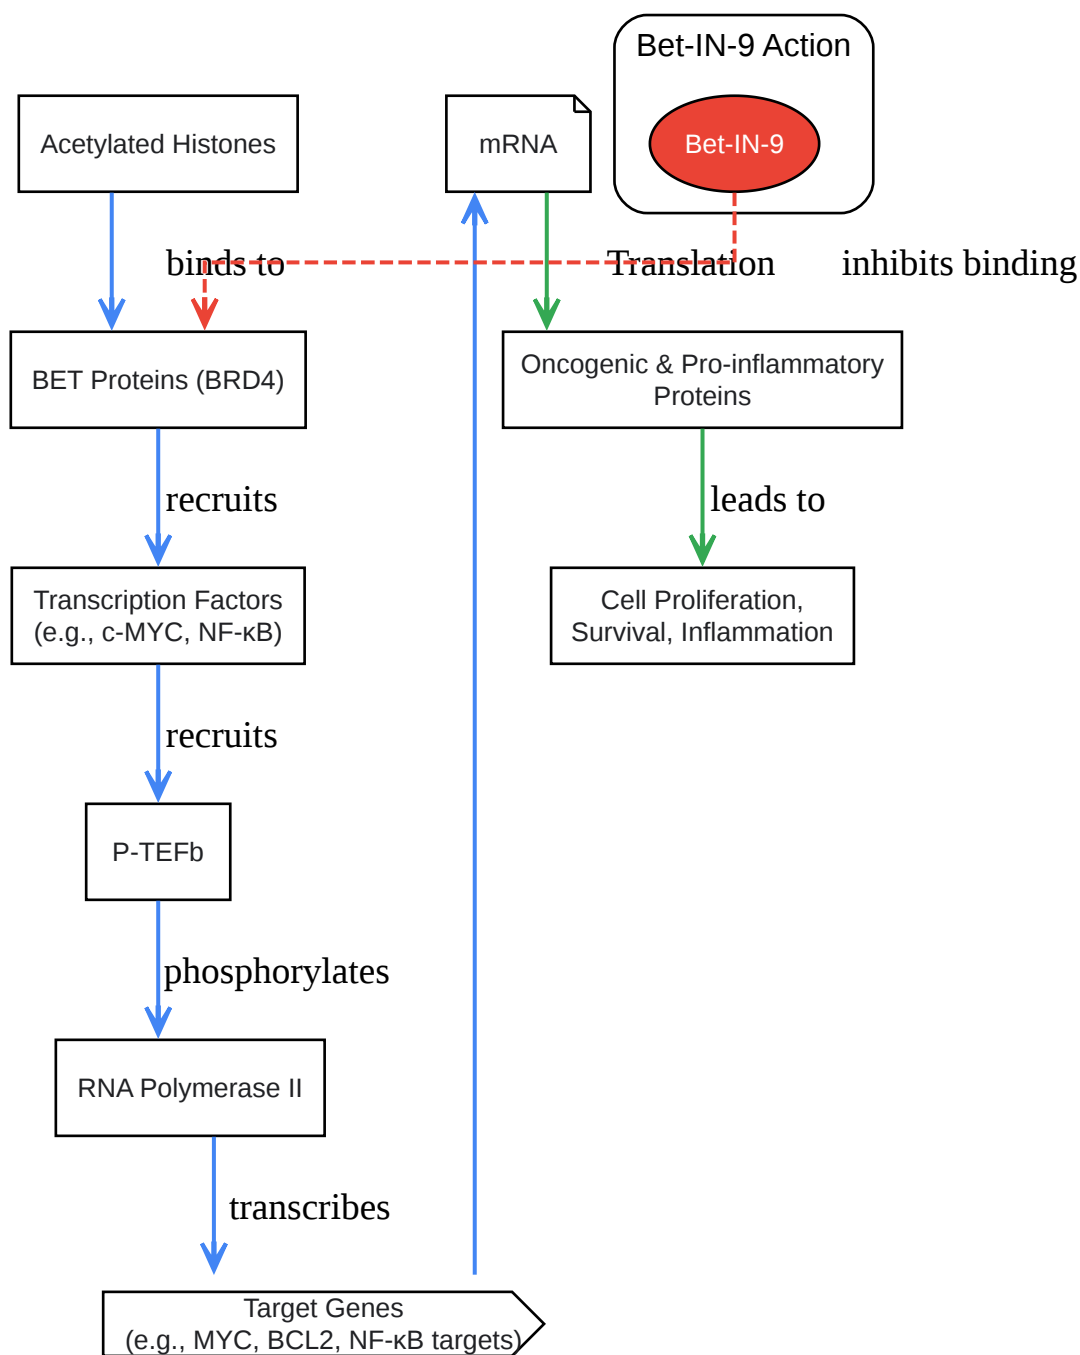 Bet-IN-9 Action
Acetylated Histones
mRNA
Bet-IN-9
binds to
Translation
inhibits binding
BET Proteins (BRD4)
Oncogenic & Pro-inflammatory
Proteins
recruits
leads to
Transcription Factors
(e.g., c-MYC, NF-κB)
Cell Proliferation,
Survival, Inflammation
recruits
P-TEFb
phosphorylates
RNA Polymerase II
transcribes
Target Genes
(e.g., MYC, BCL2, NF-κB targets)